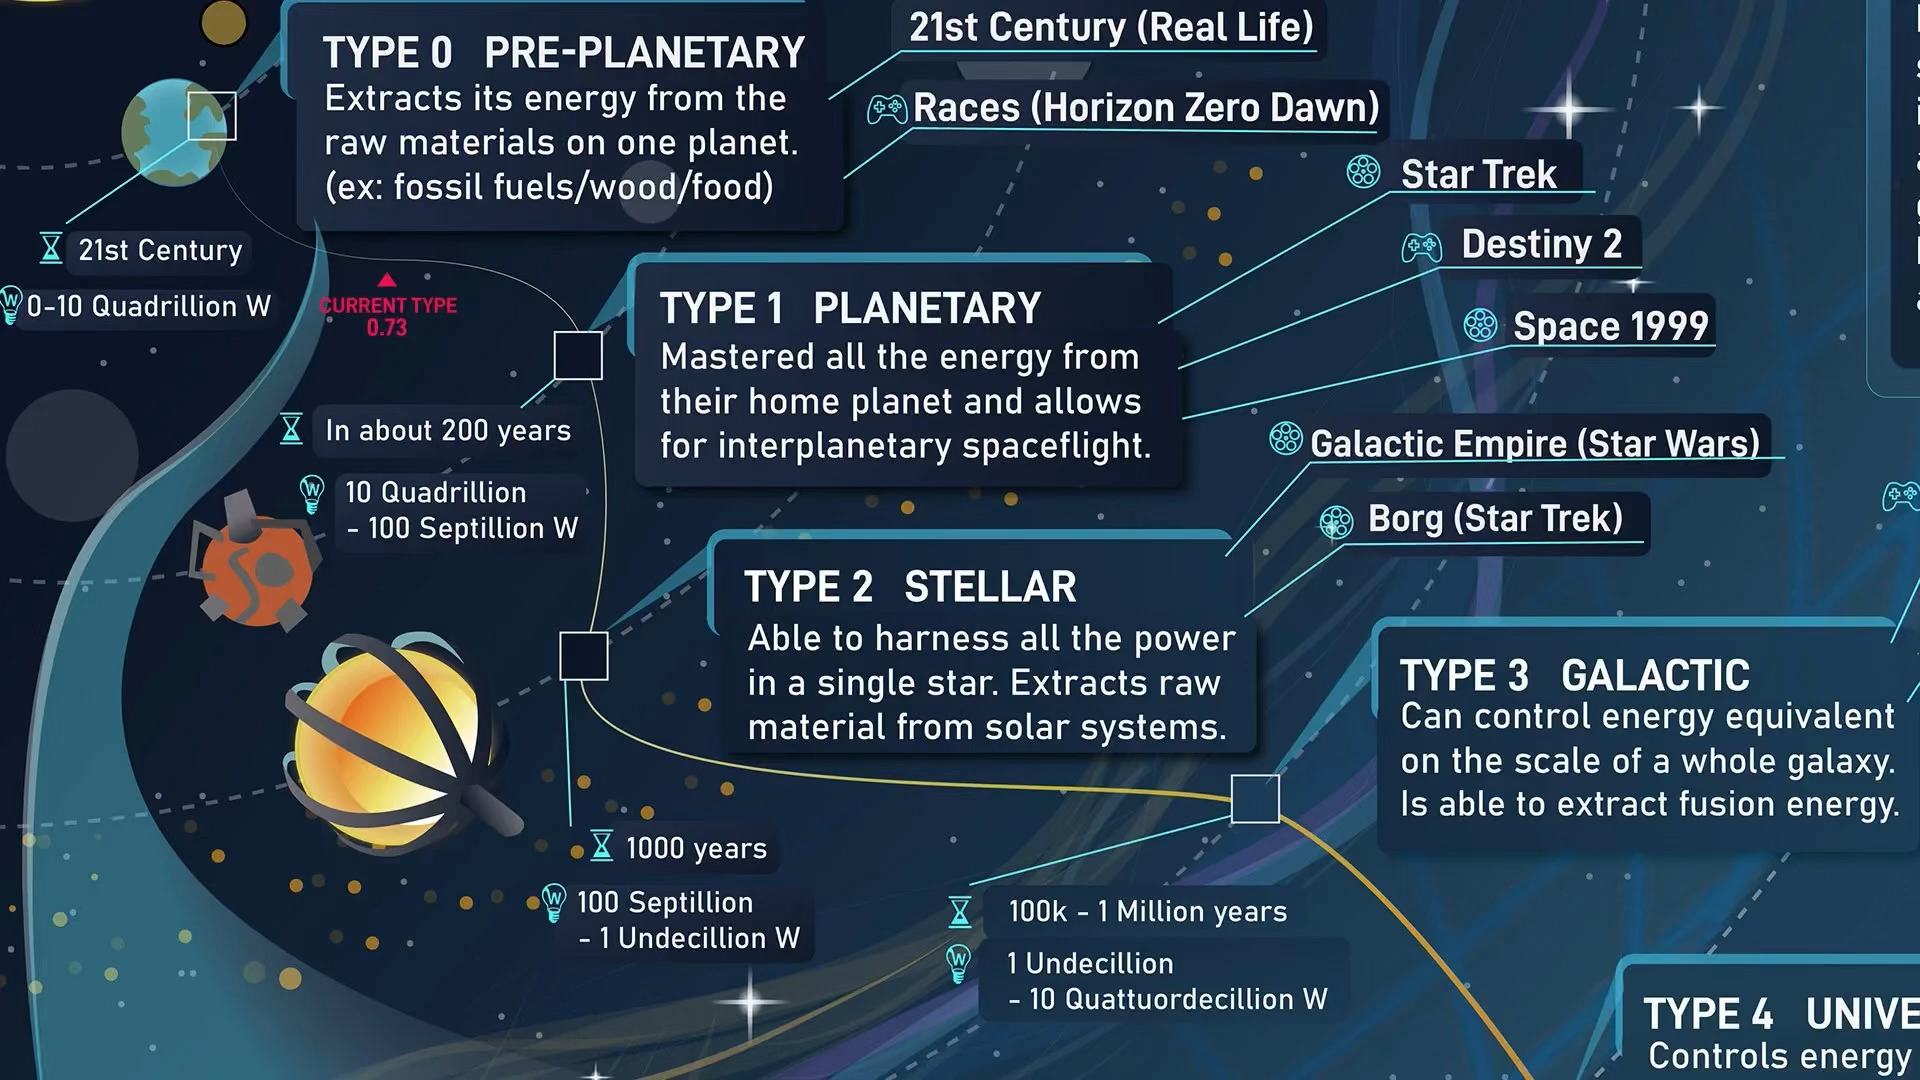 21st Century (Real Life)
TYPE 0 PRE-PLANETARY
Extracts its energy from the
raw materials on one planet.
(ex: fossil fuels/wood/food)
Races (Horizon Zero Dawn)
Star Trek
Destiny 2
Space 1999
21st Century
0-10 Quadrillion W
CURRENT TYPE
0.73
TYPE 1 PLANETARY
Mastered all the energy from
their home planet and allows
for interplanetary spaceflight.
In about 200 years
10 Quadrillion
- 100 Septillion W
Galactic Empire (Star Wars)
Borg (Star Trek)
TYPE 2 STELLAR
Able to harness all the power
in a single star. Extracts raw
material from solar systems.
TYPE 3 GALACTIC
Can control energy equivalent
on the scale of a whole galaxy.
Is able to extract fusion energy.
1000 years
100 Septillion
- 1 Undecillion W
100k - 1 Million years
1 Undecillion
- 10 Quattuordecillion W
TYPE 4 UNIVE
Controls energy